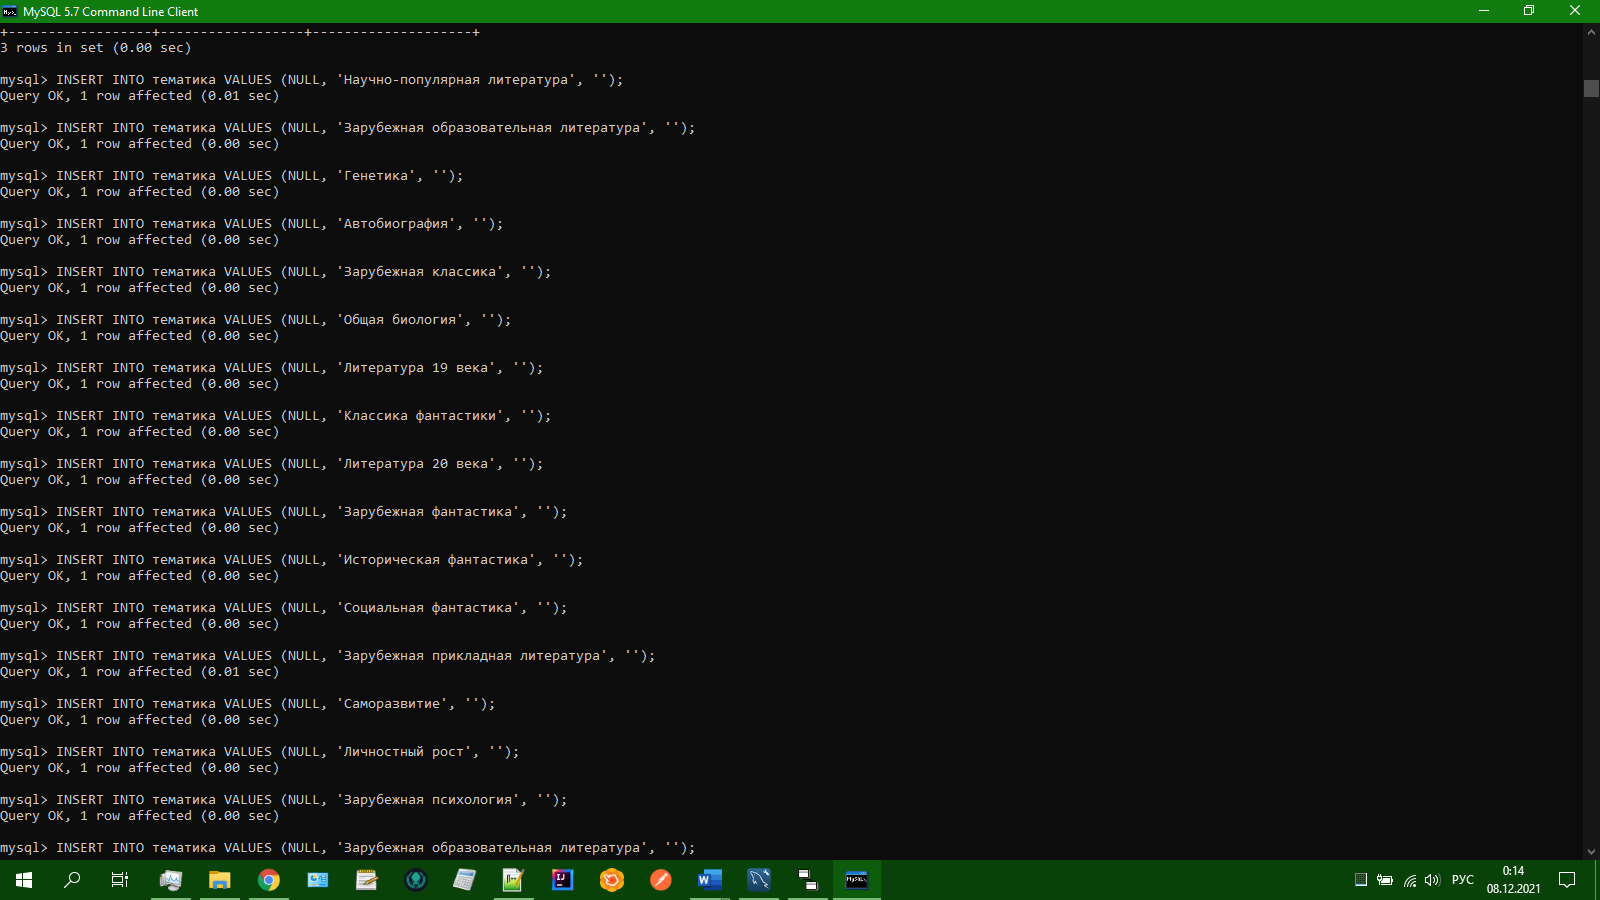 MySQL 5.7 Command Line Client
+------------------+------------------+--------------------+
3 rows in set (0.00 sec)
mysql> INSERT INTO тематика VALUES (NULL, 'Научно-популярная литература', '');
Query OK, 1 row affected (0.01 sec)
mysql> INSERT INTO тематика VALUES (NULL, 'Зарубежная образовательная литература', '');
Query OK, 1 row affected (0.00 sec)
mysql> INSERT INTO тематика VALUES (NULL, 'Генетика', '');
Query OK, 1 row affected (0.00 sec)
mysql> INSERT INTO тематика VALUES (NULL, 'Автобиография', '');
Query OK, 1 row affected (0.00 sec)
mysql> INSERT INTO тематика VALUES (NULL, 'Зарубежная классика', '');
Query OK, 1 row affected (0.00 sec)
mysql> INSERT INTO тематика VALUES (NULL, 'Общая биология', '');
Query OK, 1 row affected (0.00 sec)
mysql> INSERT INTO тематика VALUES (NULL, 'Литература 19 века', '');
Query OK, 1 row affected (0.00 sec)
mysql> INSERT INTO тематика VALUES (NULL, 'Классика фантастики', '');
Query OK, 1 row affected (0.00 sec)
mysql> INSERT INTO тематика VALUES (NULL, 'Литература 20 века', '');
Query OK, 1 row affected (0.00 sec)
mysql> INSERT INTO тематика VALUES (NULL, 'Зарубежная фантастика', '');
Query OK, 1 row affected (0.00 sec)
mysql> INSERT INTO тематика VALUES (NULL, 'Историческая фантастика', '');
Query OK, 1 row affected (0.00 sec)
mysql> INSERT INTO тематика VALUES (NULL, 'Социальная фантастика', '');
Query OK, 1 row affected (0.00 sec)
mysql> INSERT INTO тематика VALUES (NULL, 'Зарубежная прикладная литература', '');
Query OK, 1 row affected (0.01 sec)
mysql> INSERT INTO тематика VALUES (NULL, 'Саморазвитие', '');
Query OK, 1 row affected (0.00 sec)
mysql> INSERT INTO тематика VALUES (NULL, 'Личностный рост', '');
Query OK, 1 row affected (0.00 sec)
mysql> INSERT INTO тематика VALUES (NULL, 'Зарубежная психология', '');
Query OK, 1 row affected (0.00 sec)
mysql> INSERT INTO тематика VALUES (NULL, 'Зарубежная образовательная литература', '');
РУС
0:14
08.12.2021